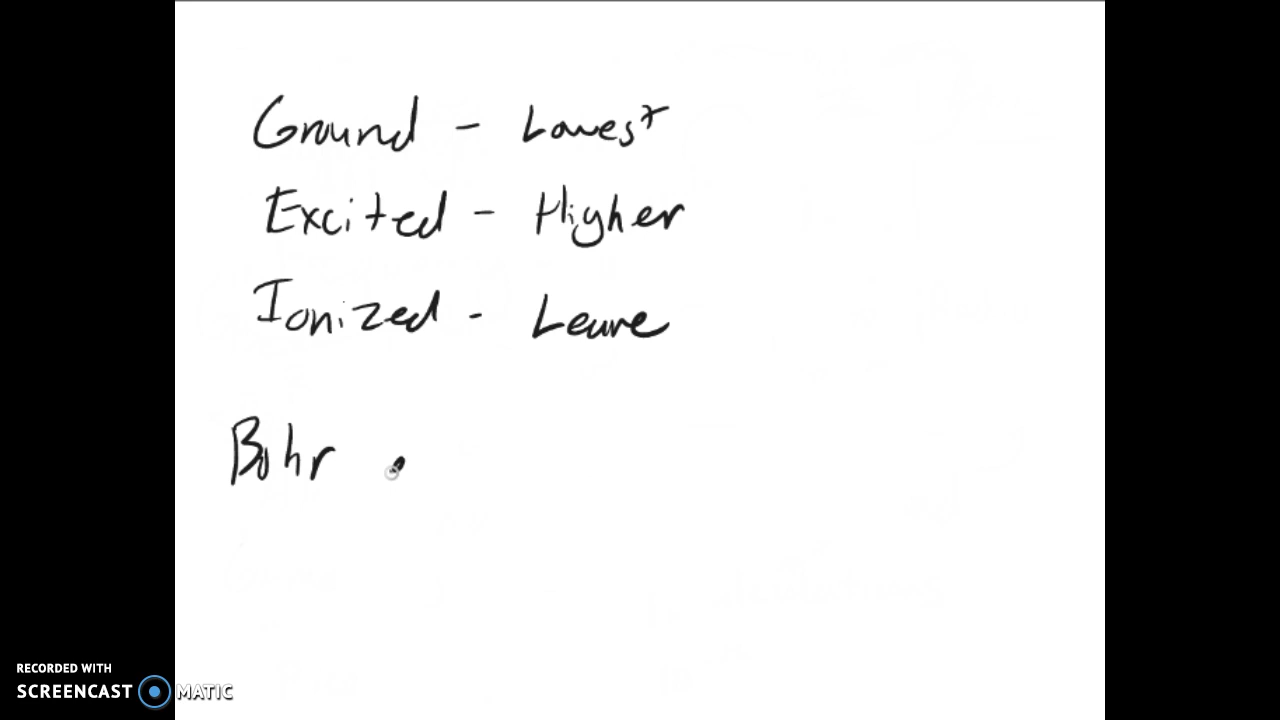 Ground - Lowest
Excited - Higher
Ionized - Leave
Bohr
RECORDED WITH
SCREENCAST MATIC